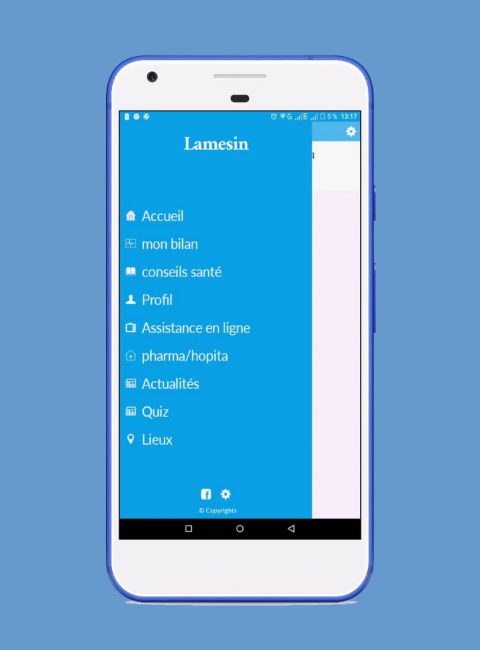 G E 5 % 13:17
Lamesin
Accueil
mon bilan
conseils santé
Profil
Assistance en ligne
pharma/hopita
Actualités
Quiz
Lieux
© Copyrights